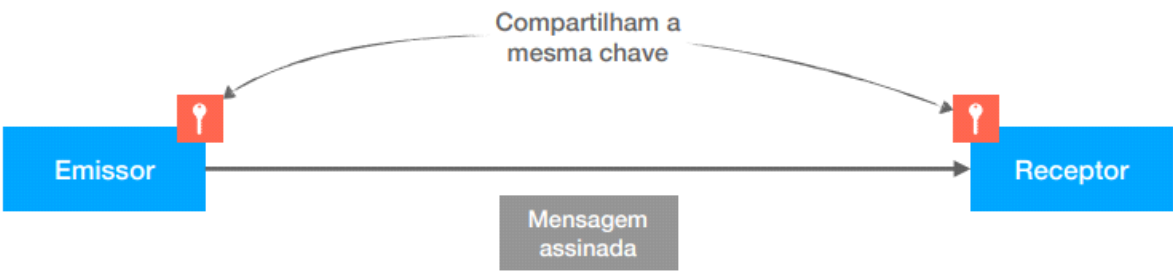 Compartilham a
mesma chave
Emissor
Receptor
Mensagem
assinada